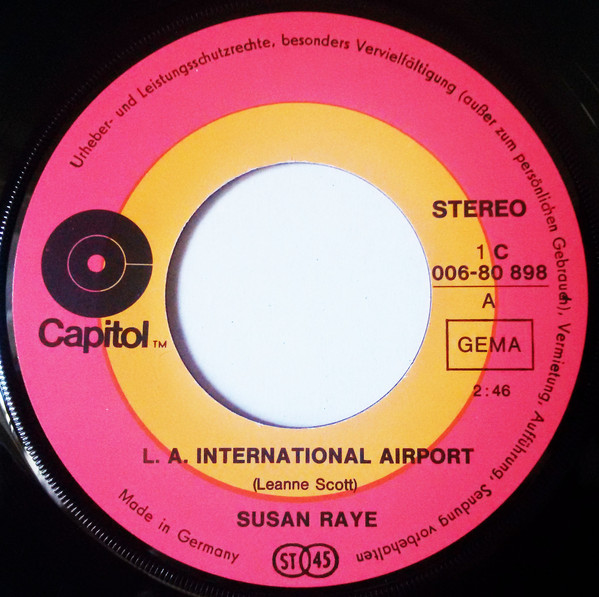 Urheber- und Leistungsschutzrechte, besonders Vervielfältigung (außer zum persönlichen Gebrauch), Vermietung, Aufführung, Sendung vorbehalten
STEREO
1 C
006-80 898
A
GEMA
2:46
Capitol TM
L. A. INTERNATIONAL AIRPORT
(Leanne Scott)
SUSAN RAYE
Made in Germany
ST 45